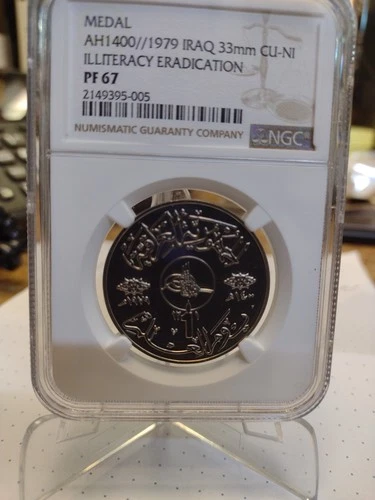 MEDAL
AH1400//1979 IRAQ 33mm CU-NI
ILLITERACY ERADICATION
PF 67
2149395-005
NUMISMATIC GUARANTY COMPANY
NGC